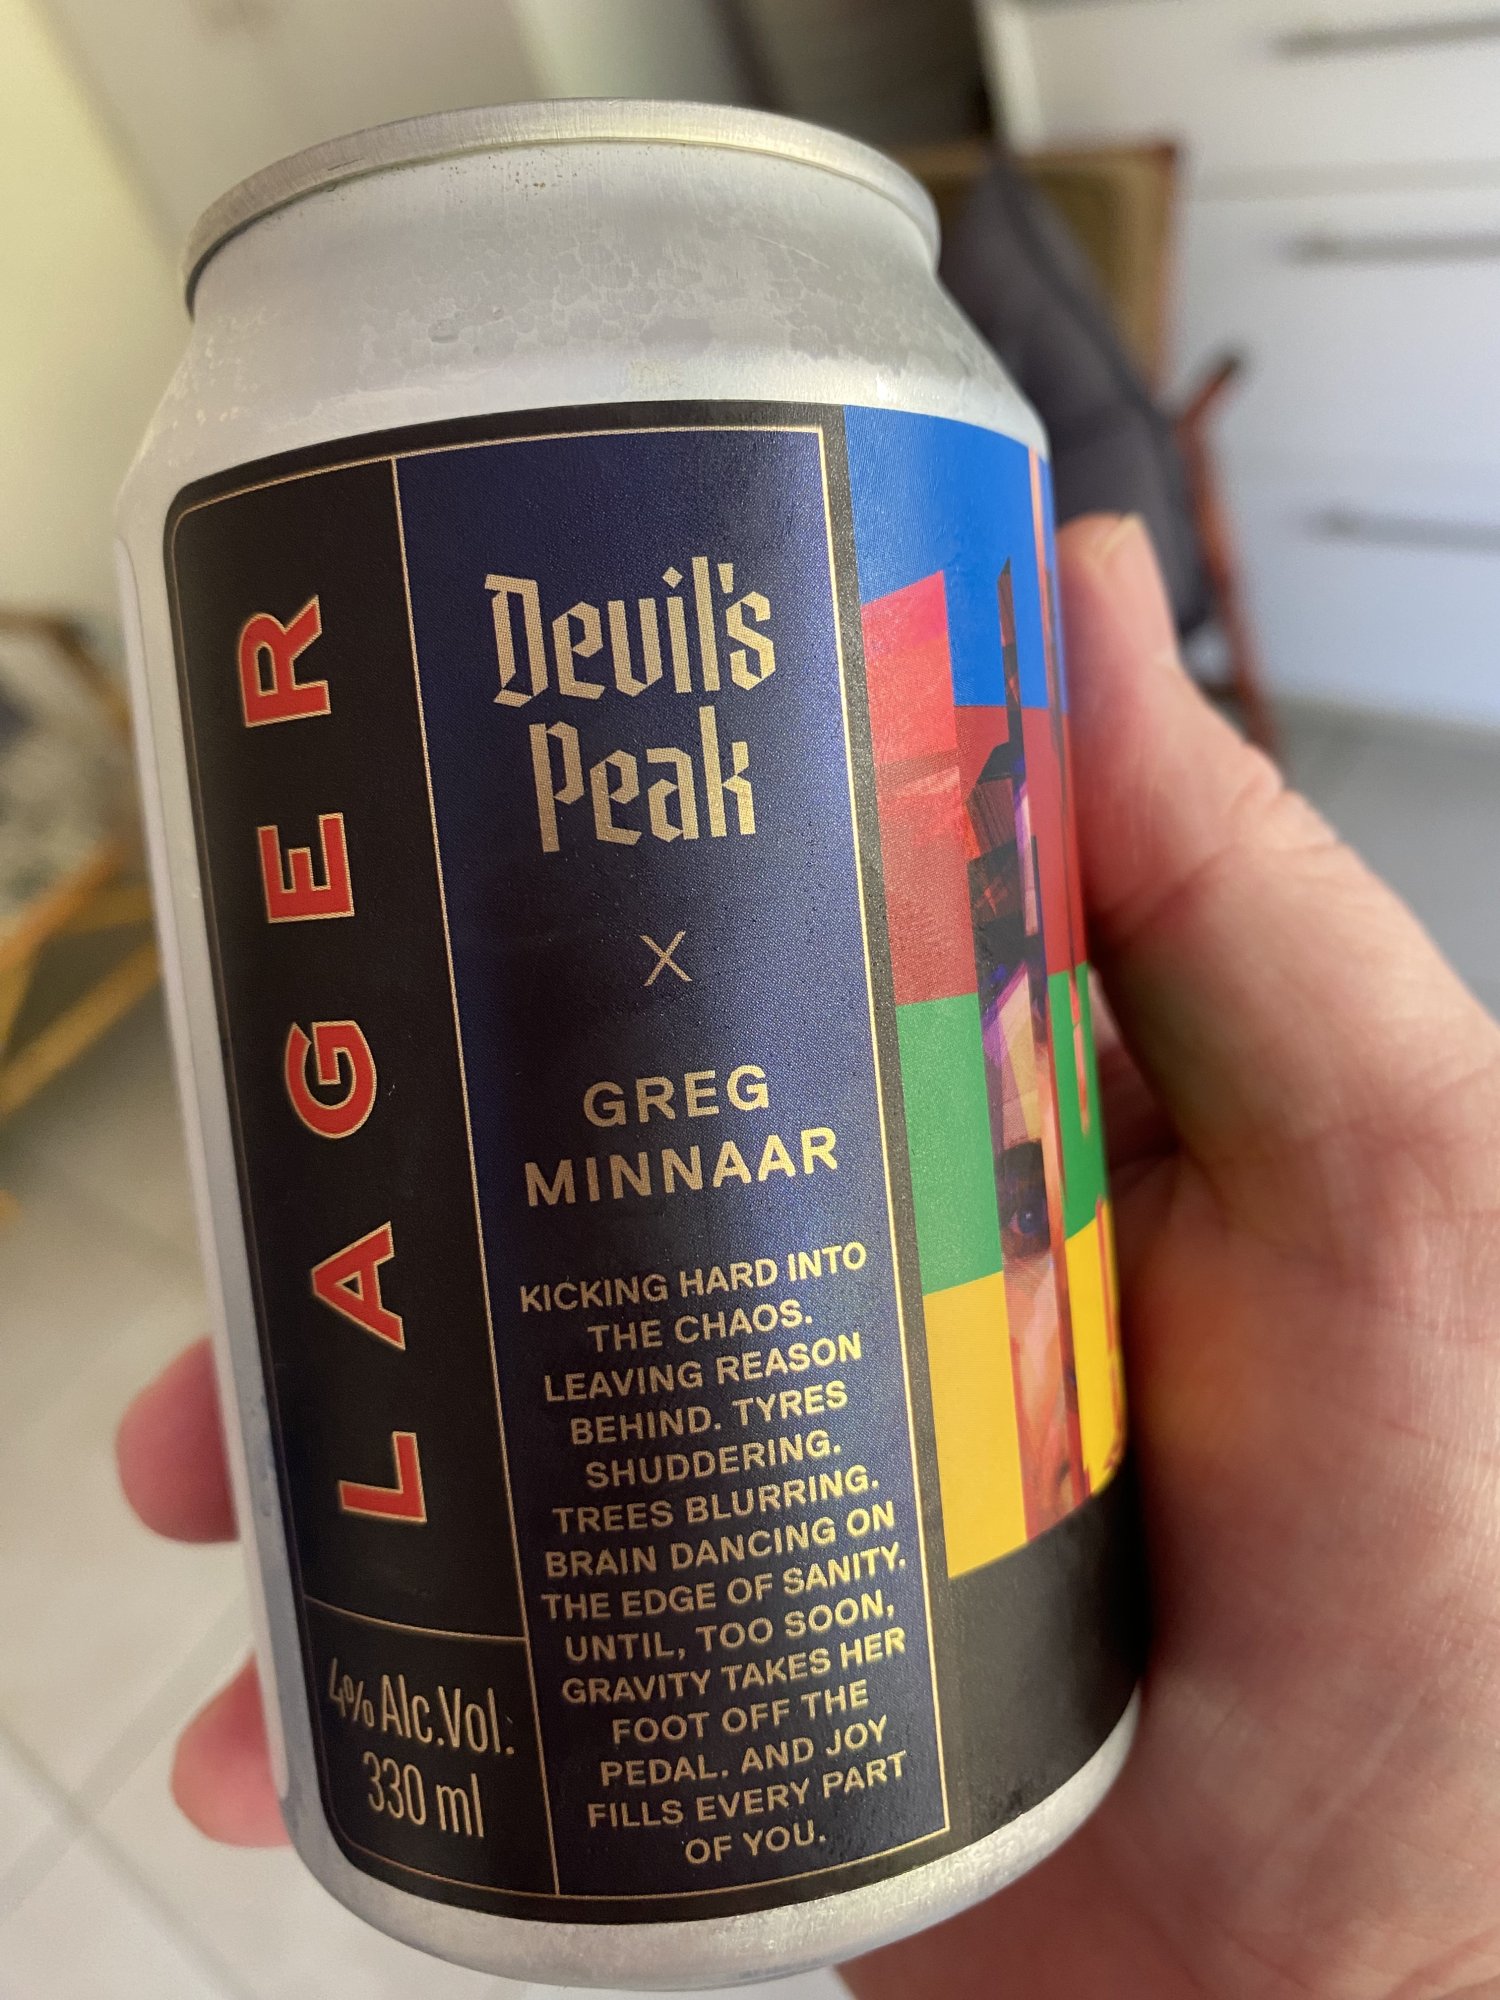 LAGER
4% Alc.Vol.
330 ml
Devil's
Peak
X
GREG
MINNAAR
KICKING HARD INTO
THE CHAOS.
LEAVING REASON
BEHIND. TYRES
SHUDDERING.
TREES BLURRING.
BRAIN DANCING ON
THE EDGE OF SANITY.
UNTIL, TOO SOON,
GRAVITY TAKES HER
FOOT OFF THE
PEDAL. AND JOY
FILLS EVERY PART
OF YOU.